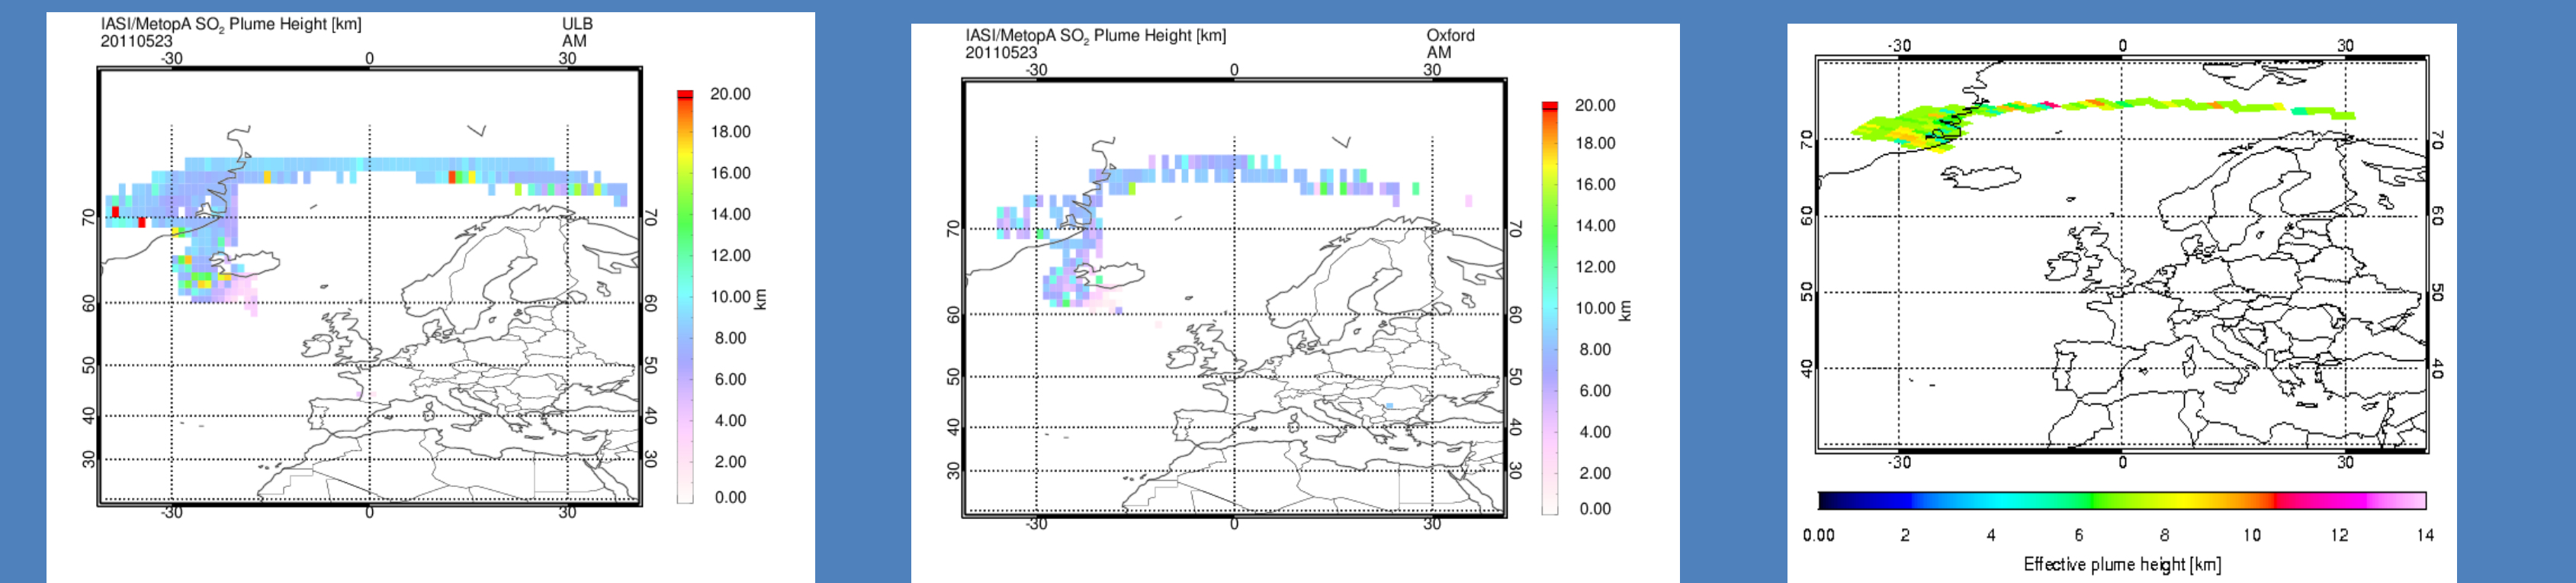 IASI/MetopA SO2 Plume Height [km] ULB
20110523 AM
-30 0 30
20.00
18.00
16.00
14.00
70 70
12.00
10.00
60 60
km
8.00
50 50
6.00
40 40
4.00
30 30
2.00
0.00
-30 0 30
IASI/MetopA SO2 Plume Height [km] Oxford
20110523 AM
-30 0 30
20.00
18.00
16.00
14.00
70 70
12.00
10.00
60 60
km
8.00
50 50
6.00
40 40
4.00
30 30
2.00
0.00
-30 0 30
-30 0 30
70 70
60 60
50 50
40 40
-30 0 30
0.00 2 4 6 8 10 12 14
Effective plume height [km]